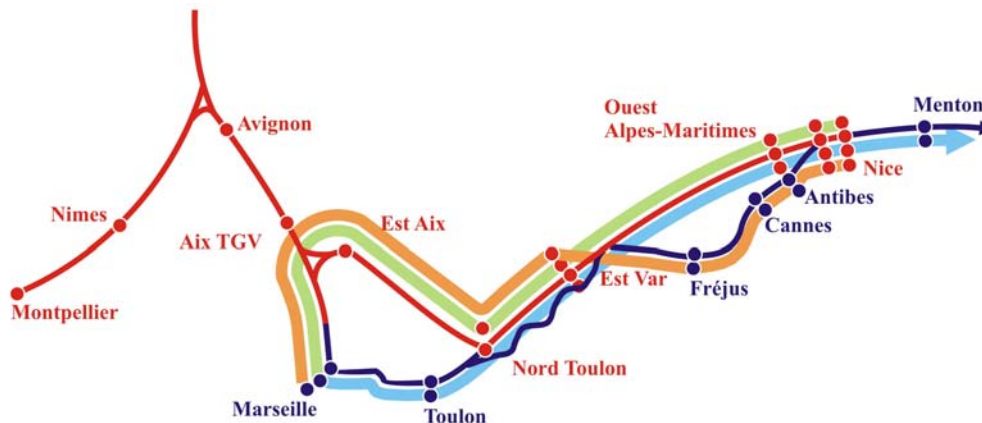 Menton
Ouest
Alpes-Maritimes
Avignon
Nice
Antibes
Nimes
Est Aix
Cannes
Aix TGV
Est Var
Fréjus
Montpellier
Nord Toulon
Marseille
Toulon